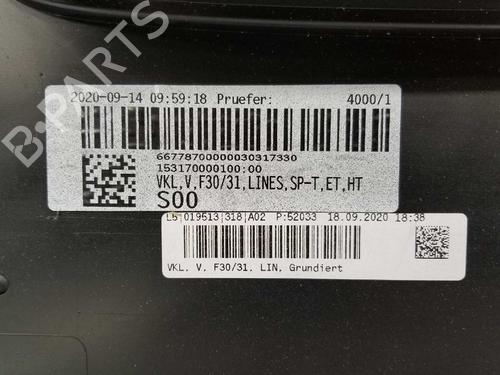 2020-09-14 09:59:18 Pruefer: 4000/1
66778700000030317330
153170000100;00
VKL,V,F30/31,LINES,SP-T,ET,HT
S00
L5|019513|318|A02 P:52033 18.09.2020 18:38
VKL, V, F30/31, LIN, Grundiert
B-PARTS